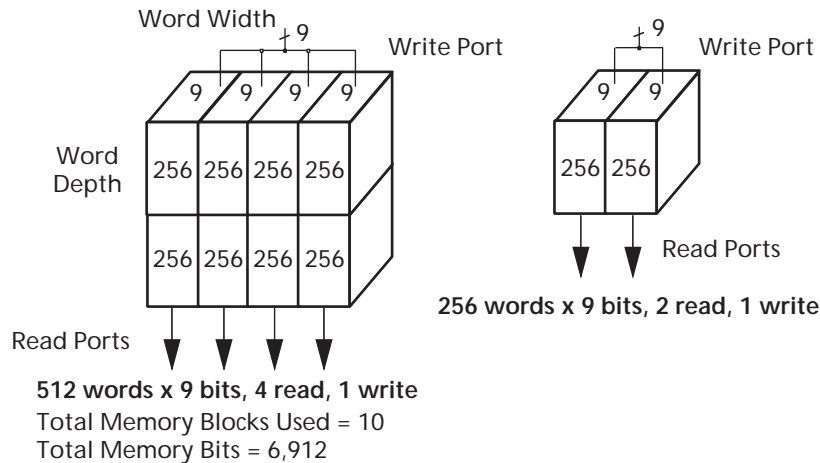 Word Width
9
Write Port
9 9 9 9
Word
Depth
256 256 256 256
256 256 256 256
Read Ports
512 words x 9 bits, 4 read, 1 write
Total Memory Blocks Used = 10
Total Memory Bits = 6,912
9
Write Port
9 9
256 256
Read Ports
256 words x 9 bits, 2 read, 1 write